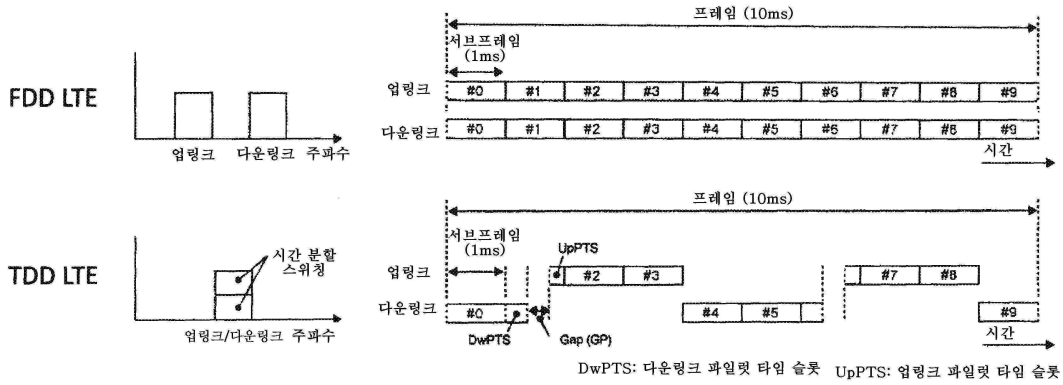 프레임 (10ms)
서브프레임
(1ms)
FDD LTE
업링크 #0 #1 #2 #3 #4 #5 #6 #7 #8 #9
다운링크 #0 #1 #2 #3 #4 #5 #6 #7 #8 #9
업링크 다운링크 주파수
시간
프레임 (10ms)
서브프레임
(1ms)
TDD LTE
시간 분할
스위칭
UpPTS
업링크 #2 #3 #7 #8
다운링크 #0 #4 #5 #9
업링크/다운링크 주파수
DwPTS
Gap (GP)
시간
DwPTS: 다운링크 파일럿 타임 슬롯 UpPTS: 업링크 파일럿 타임 슬롯